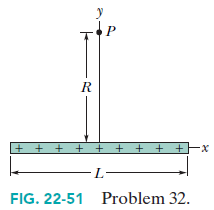 y
P
R
+ + + + + + + + + x
L
FIG. 22-51 Problem 32.